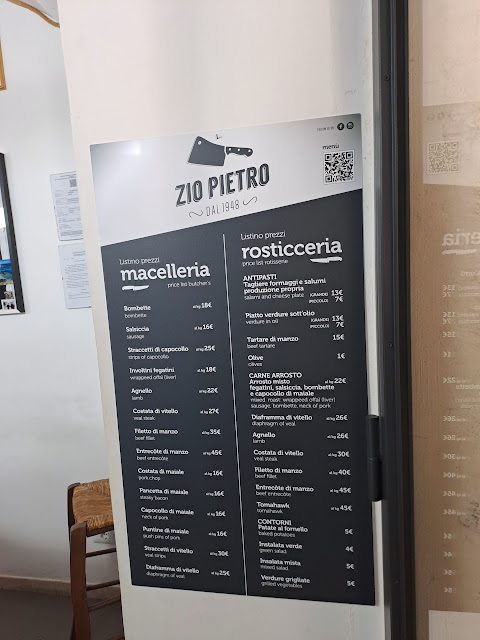 FOLLOW US ON
menù
ZIO PIETRO
DAL 1948
Listino prezzi
macelleria
price list butcher's
Bombette al kg 18€
bombette
Salsiccia al kg 16€
sausage
Straccetti di capocollo al kg 25€
strips of capocollo
Involtini fegatini al kg 18€
wrappeed offal (liver)
Agnello al kg 22€
lamb
Costata di vitello al kg 27€
veal steak
Filetto di manzo al kg 35€
beef fillet
Entrecôte di manzo al kg 45€
beef entrecôte
Costata di maiale al kg 16€
pork chop
Pancetta di maiale al kg 16€
steaky bacon
Capocollo di maiale al kg 16€
neck of pork
Puntine di maiale al kg 16€
push pins of pork
Straccetti di vitello al kg 30€
veal strips
Diaframma di vitello al kg 25€
diaphragm of veal
Listino prezzi
rosticceria
price list rotisserie
ANTIPASTI
Tagliere formaggi e salumi
produzione propria (GRANDE) 13€
salami and cheese plate (PICCOLO) 7€
Piatto verdure sott'olio (GRANDE) 13€
verdure in oil (PICCOLO) 7€
Tartare di manzo 15€
beef tartare
Olive 1€
olives
CARNE ARROSTO
Arrosto misto al kg 22€
fegatini, salsiccia, bombette
e capocollo di maiale
mixed roast: wrappeed offal (liver)
sausage, bombette, neck of pork
Diaframma di vitello al kg 26€
diaphragm of veal
Agnello al kg 26€
lamb
Costata di vitello al kg 30€
veal steak
Filetto di manzo al kg 40€
beef fillet
Entrecôte di manzo al kg 45€
beef entrecôte
Tomahawk al kg 45€
tomahawk
CONTORNI
Patate al fornello 5€
baked potatoes
Instalata verde 4€
green salad
Insalata mista 5€
mixed salad
Verdure grigliate 5€
grilled vegetables